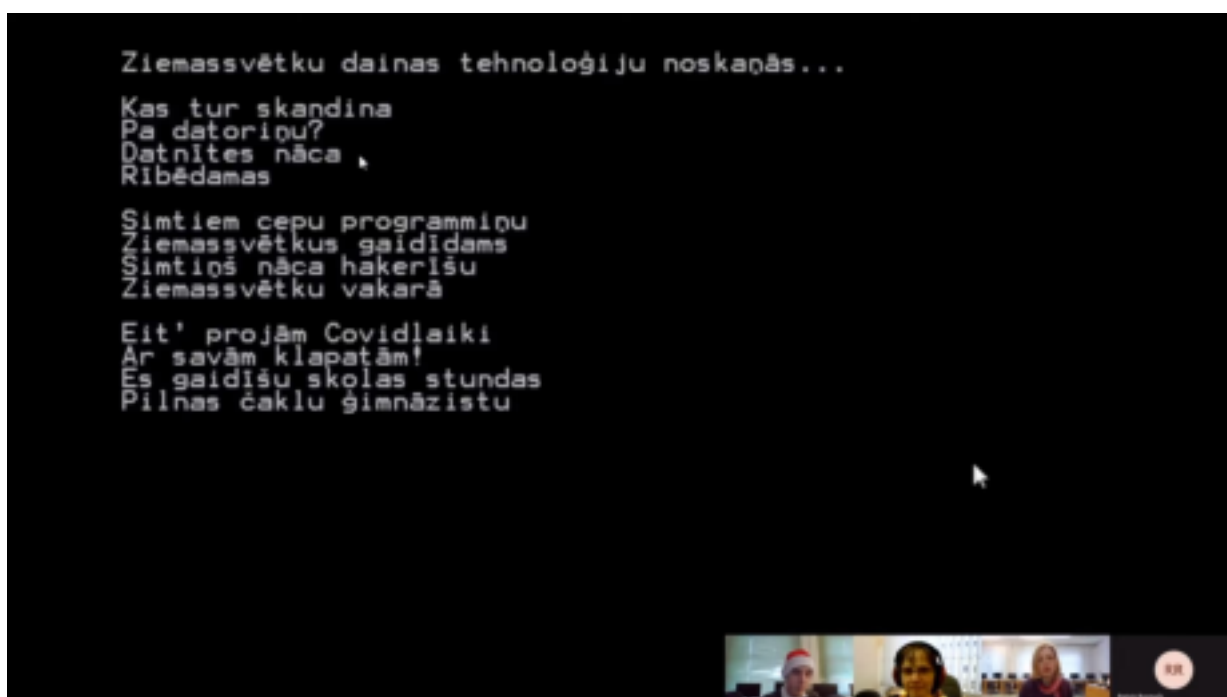 Ziemassvētku dainas tehnoloģiju noskaņās...
Kas tur skandina
Pa datoriņu?
Datnītes nāca
Rībēdamas
Simtiem cepu programmiņu
Ziemassvētkus gaidīdams
Simtiņš nāca hakerīšu
Ziemassvētku vakarā
Eit' projām Covidlaiki
Ar savām klapatām!
Es gaidīšu skolas stundas
Pilnas čaklu ģimnāzistu
RR